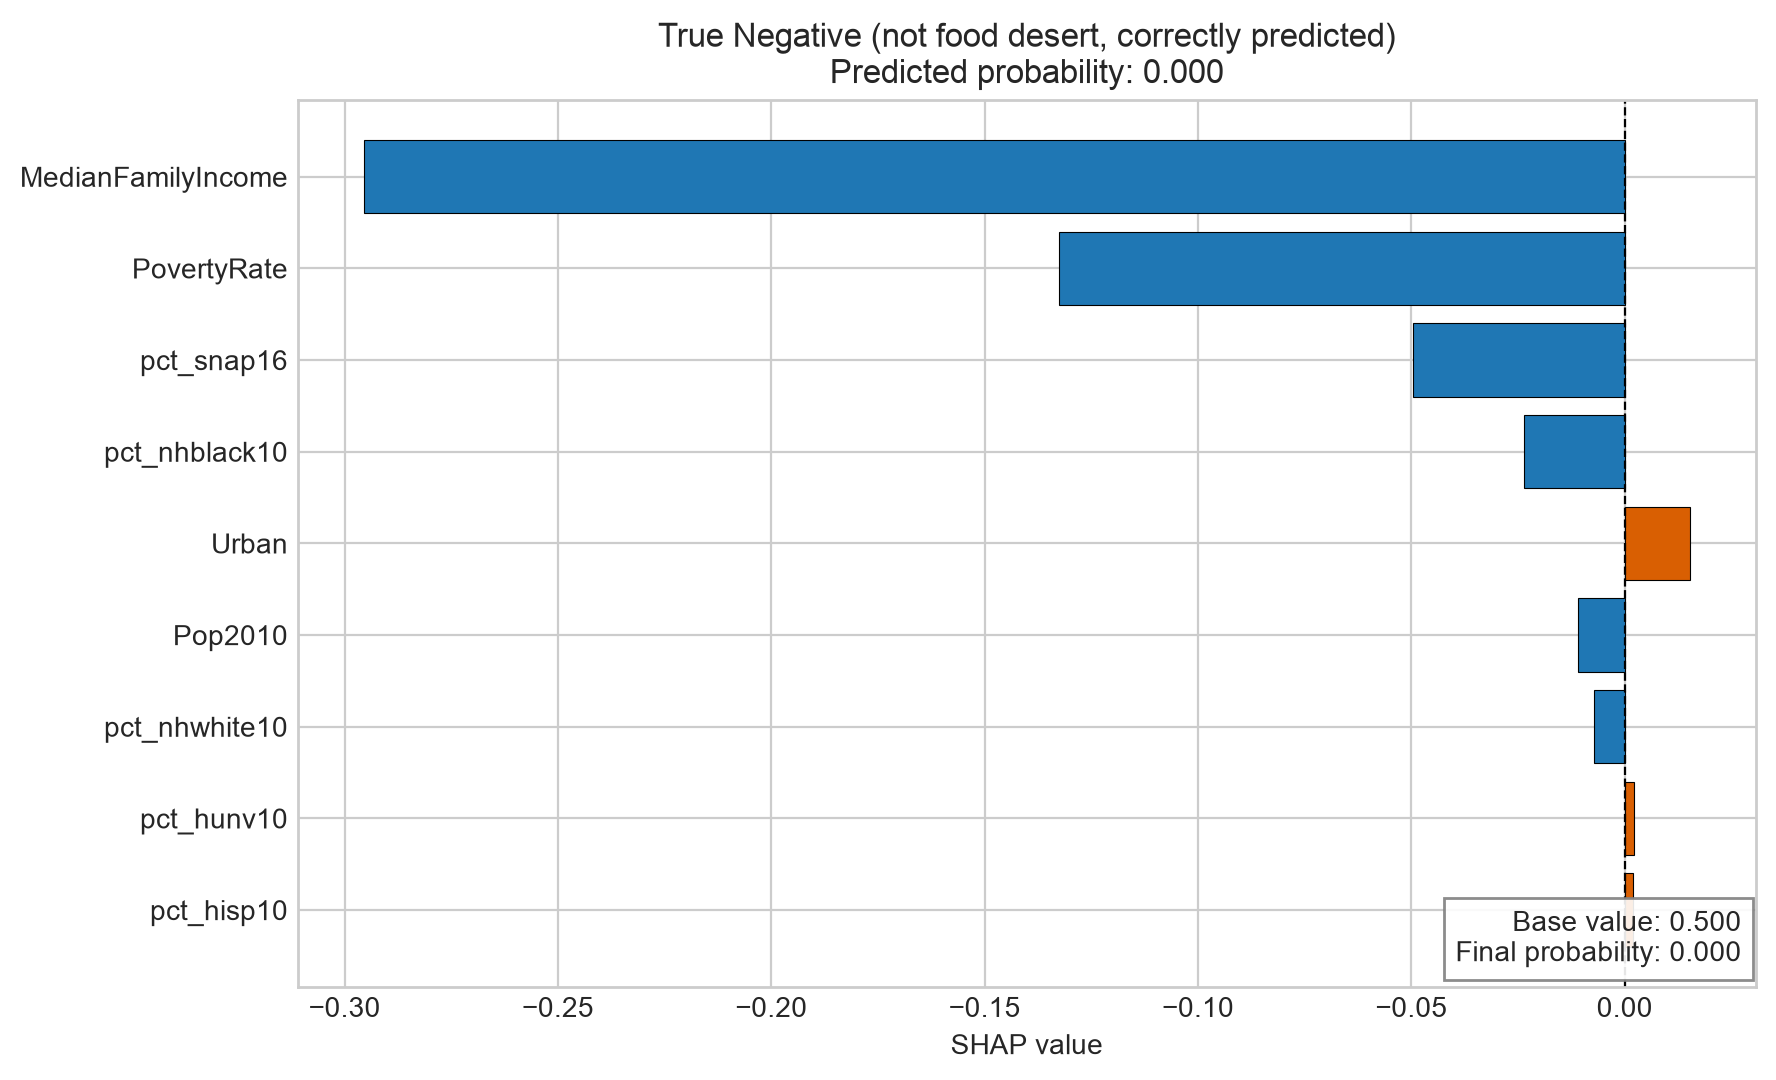 True Negative (not food desert, correctly predicted)
Predicted probability: 0.000
MedianFamilyIncome
PovertyRate
pct_snap16
pct_nhblack10
Urban
Pop2010
pct_nhwhite10
pct_hunv10
pct_hisp10
Base value: 0.500
Final probability: 0.000
−0.30 −0.25 −0.20 −0.15 −0.10 −0.05 0.00
SHAP value